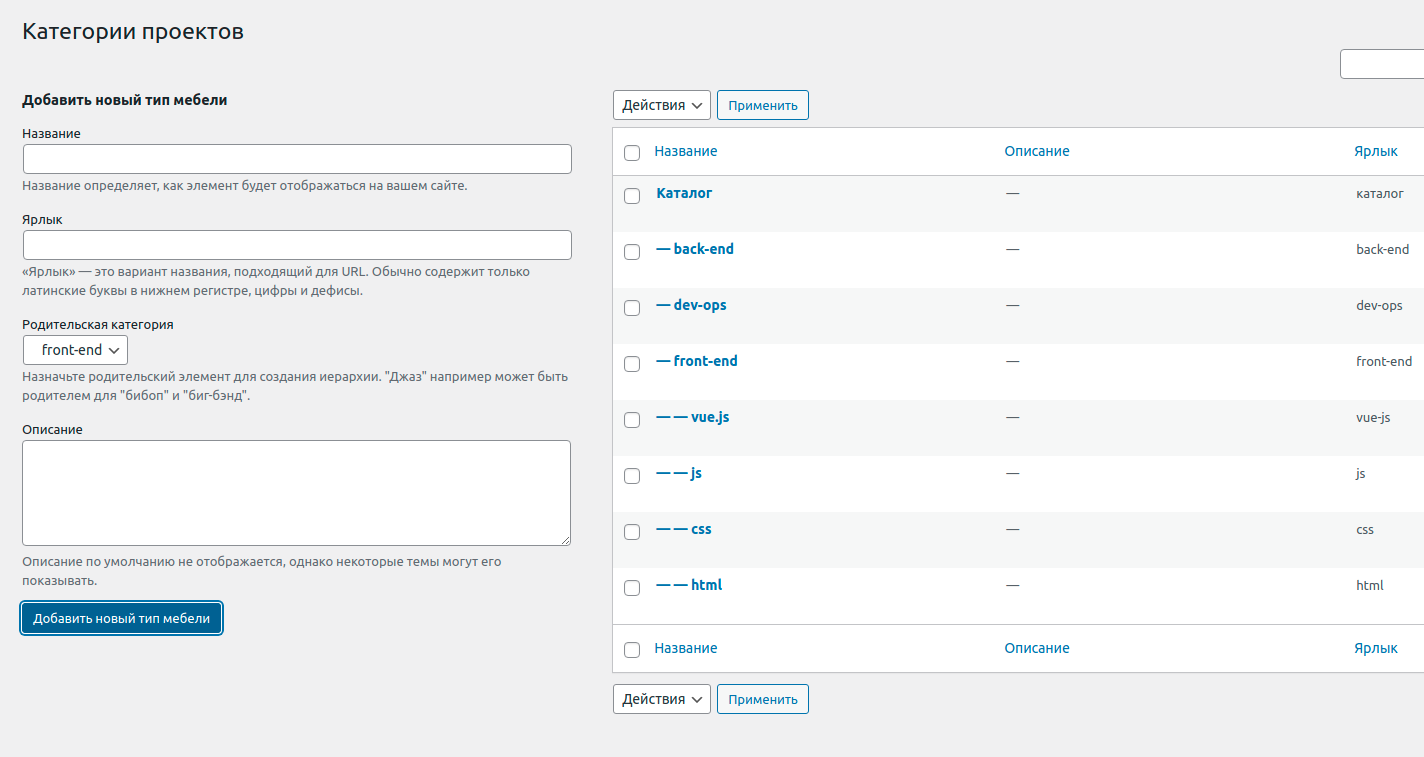 Категории проектов
Добавить новый тип мебели
Название
Название определяет, как элемент будет отображаться на вашем сайте.
Ярлык
«Ярлык» — это вариант названия, подходящий для URL. Обычно содержит только
латинские буквы в нижнем регистре, цифры и дефисы.
Родительская категория
front-end
Назначьте родительский элемент для создания иерархии. "Джаз" например может быть
родителем для "бибоп" и "биг-бэнд".
Описание
Описание по умолчанию не отображается, однако некоторые темы могут его
показывать.
Добавить новый тип мебели
Действия Применить
Название Описание Ярлык
Каталог — каталог
— back-end — back-end
— dev-ops — dev-ops
— front-end — front-end
— — vue.js — vue-js
— — js — js
— — css — css
— — html — html
Название Описание Ярлык
Действия Применить